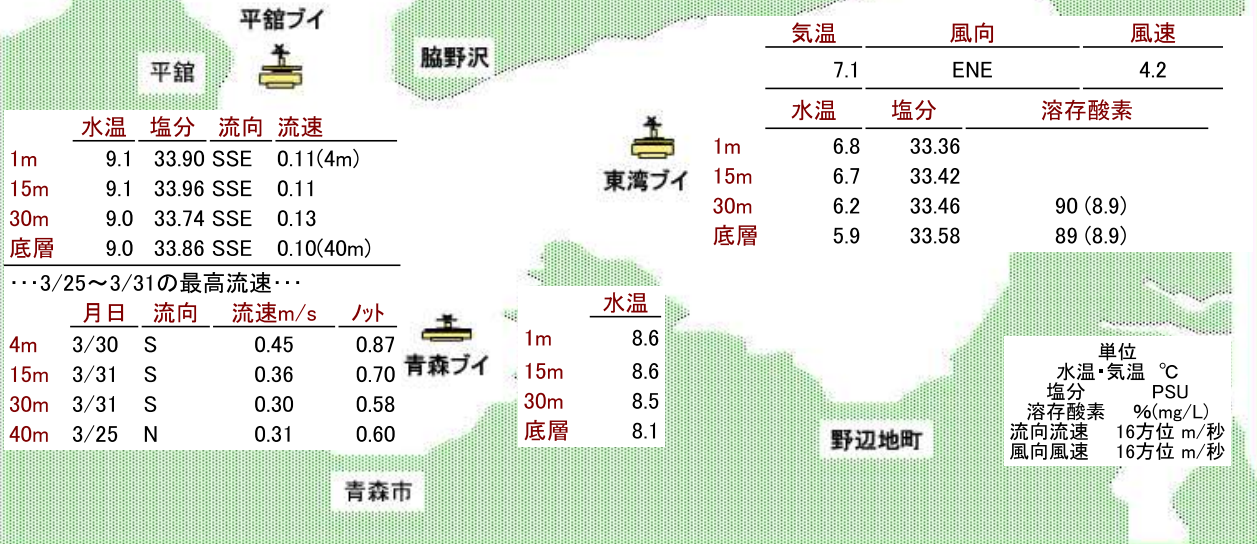 平舘ブイ
平舘
脇野沢
水温 塩分 流向 流速
1m 9.1 33.90 SSE 0.11(4m)
15m 9.1 33.96 SSE 0.11
30m 9.0 33.74 SSE 0.13
底層 9.0 33.86 SSE 0.10(40m)
…3/25～3/31の最高流速…
月日 流向 流速m/s ノット
4m 3/30 S 0.45 0.87
15m 3/31 S 0.36 0.70
30m 3/31 S 0.30 0.58
40m 3/25 N 0.31 0.60
気温 風向 風速
7.1 ENE 4.2
水温 塩分 溶存酸素
1m 6.8 33.36
15m 6.7 33.42
30m 6.2 33.46 90 (8.9)
底層 5.9 33.58 89 (8.9)
東湾ブイ
青森ブイ
水温
1m 8.6
15m 8.6
30m 8.5
底層 8.1
野辺地町
青森市
単位
水温・気温 ℃
塩分 PSU
溶存酸素 %(mg/L)
流向流速 16方位 m/秒
風向風速 16方位 m/秒